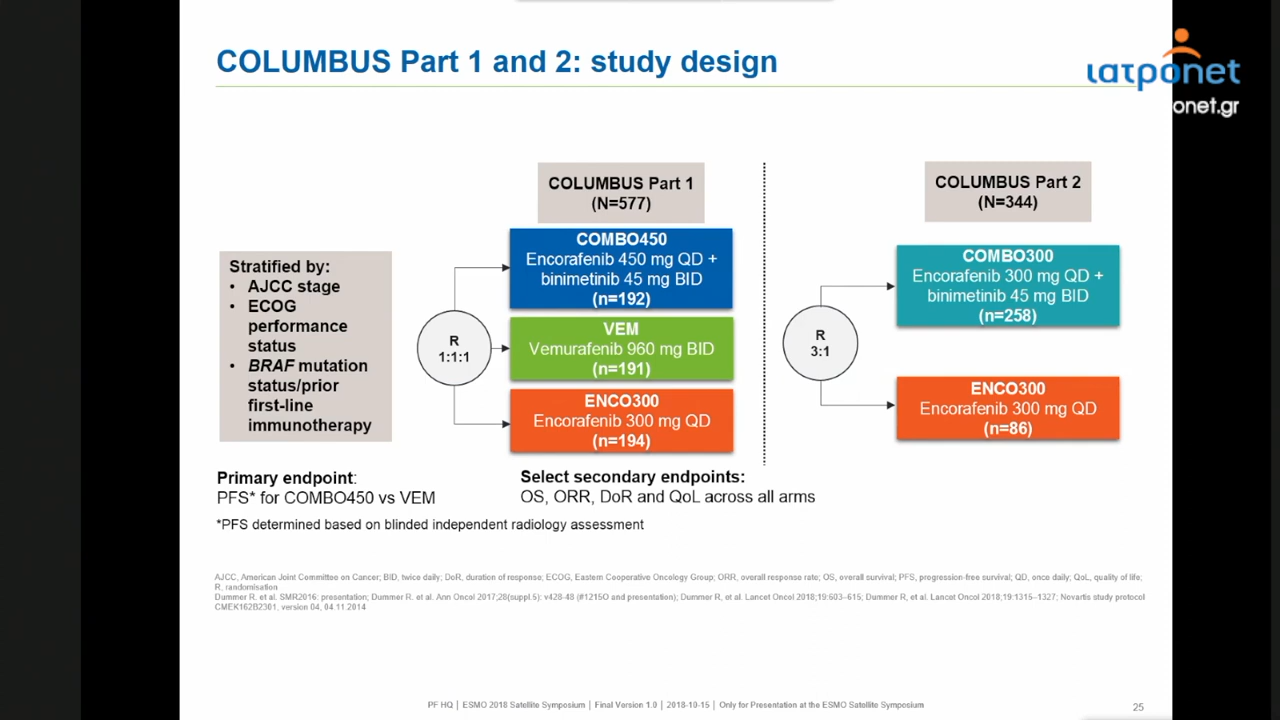 COLUMBUS Part 1 and 2: study design
ιατρonet
onet.gr
COLUMBUS Part 1
(N=577)
COLUMBUS Part 2
(N=344)
Stratified by:
• AJCC stage
• ECOG
performance
status
• BRAF mutation
status/prior
first-line
immunotherapy
R
1:1:1
COMBO450
Encorafenib 450 mg QD +
binimetinib 45 mg BID
(n=192)
VEM
Vemurafenib 960 mg BID
(n=191)
ENCO300
Encorafenib 300 mg QD
(n=194)
R
3:1
COMBO300
Encorafenib 300 mg QD +
binimetinib 45 mg BID
(n=258)
ENCO300
Encorafenib 300 mg QD
(n=86)
Primary endpoint:
PFS* for COMBO450 vs VEM
Select secondary endpoints:
OS, ORR, DoR and QoL across all arms
*PFS determined based on blinded independent radiology assessment
AJCC, American Joint Committee on Cancer; BID, twice daily; DoR, duration of response; ECOG, Eastern Cooperative Oncology Group; ORR, overall response rate; OS, overall survival; PFS, progression-free survival; QD, once daily; QoL, quality of life;
R, randomisation
Dummer R. et al. SMR2016: presentation; Dummer R. et al. Ann Oncol 2017;28(suppl.5): v428-48 (#1215O and presentation); Dummer R, et al. Lancet Oncol 2018;19:603–615; Dummer R, et al. Lancet Oncol 2018;19:1315–1327; Novartis study protocol
CMEK162B2301, version 04, 04.11.2014
PF HQ | ESMO 2018 Satellite Symposium | Final Version 1.0 | 2018-10-15 | Only for Presentation at the ESMO Satellite Symposium
25